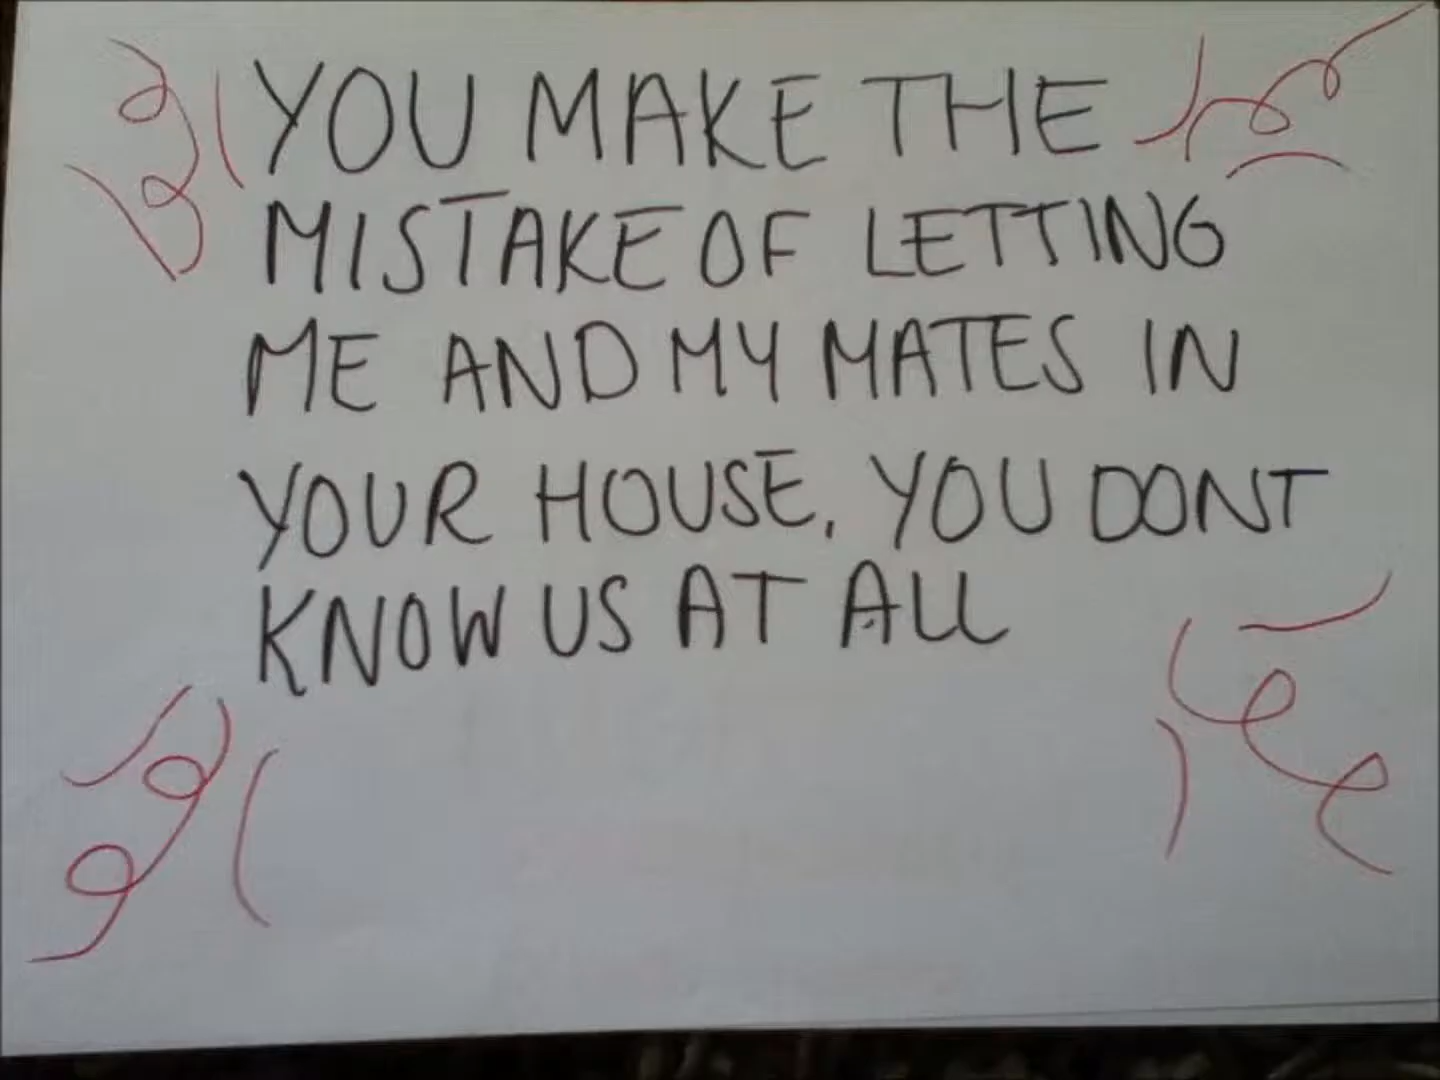 YOU MAKE THE
MISTAKE OF LETTING
ME AND MY MATES IN
YOUR HOUSE. YOU DONT
KNOW US AT ALL